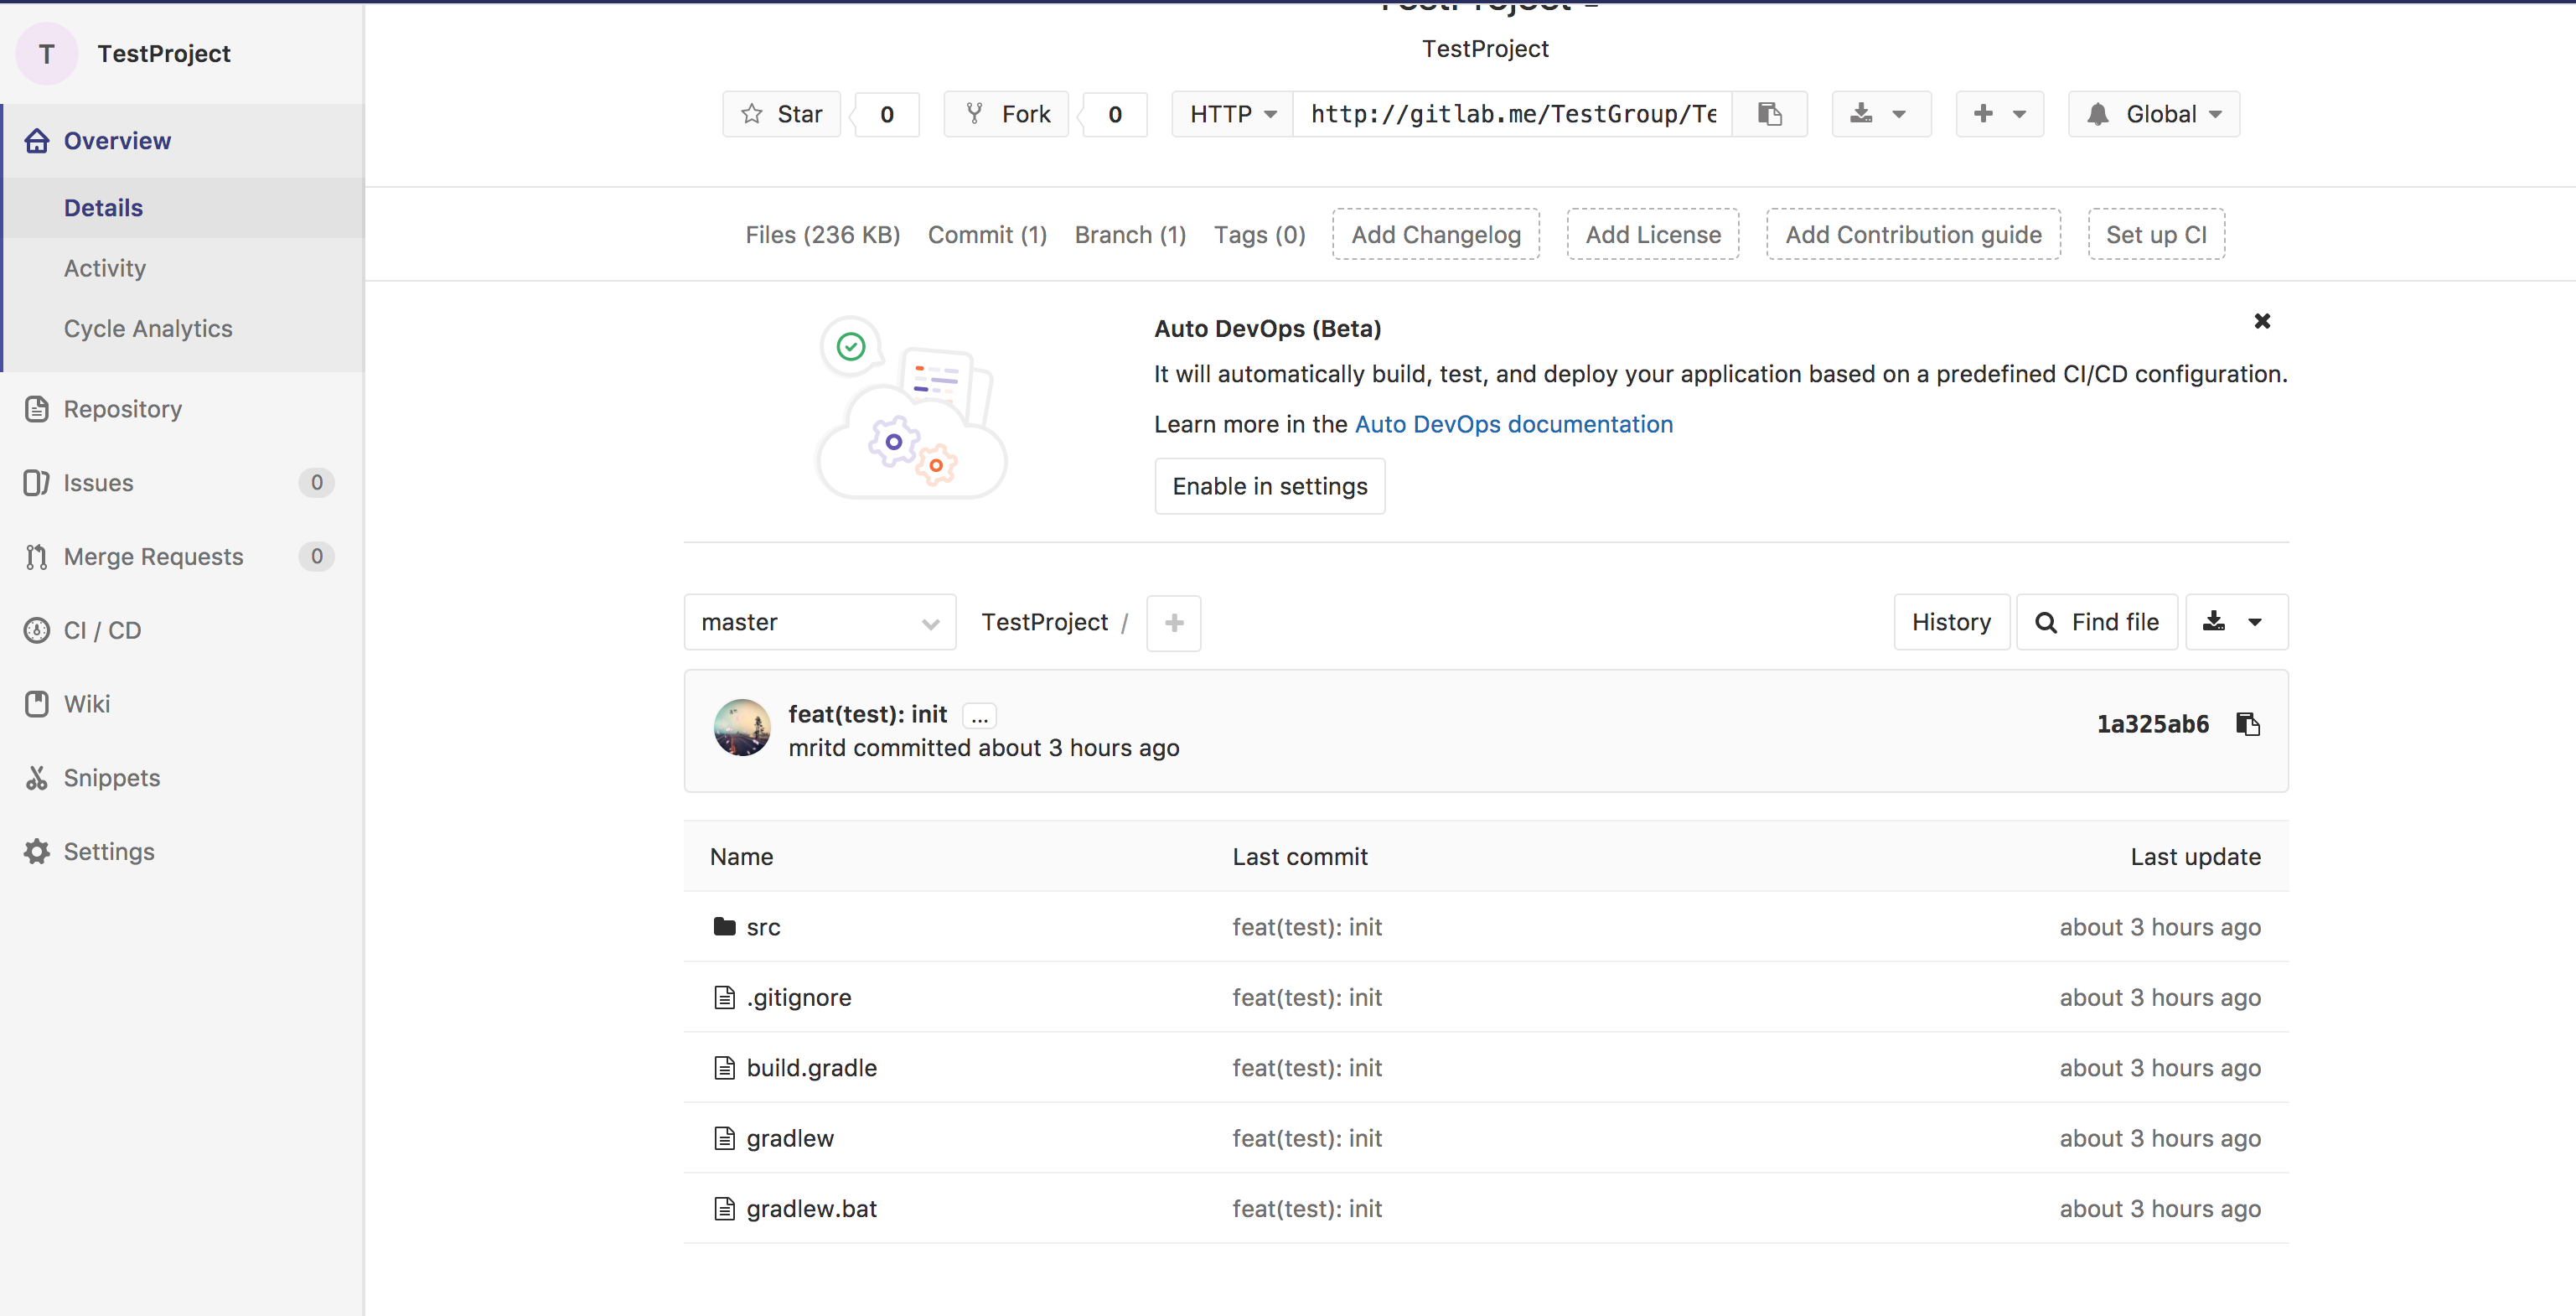 T TestProject
Overview
Details
Activity
Cycle Analytics
Repository
Issues 0
Merge Requests 0
CI / CD
Wiki
Snippets
Settings
TestProject
TestProject
Star 0 Fork 0 HTTP http://gitlab.me/TestGroup/Te Global
Files (236 KB) Commit (1) Branch (1) Tags (0) Add Changelog Add License Add Contribution guide Set up CI
Auto DevOps (Beta)
It will automatically build, test, and deploy your application based on a predefined CI/CD configuration.
Learn more in the Auto DevOps documentation
Enable in settings
master TestProject / + History Find file
feat(test): init ...
mritd committed about 3 hours ago
1a325ab6
Name Last commit Last update
src feat(test): init about 3 hours ago
.gitignore feat(test): init about 3 hours ago
build.gradle feat(test): init about 3 hours ago
gradlew feat(test): init about 3 hours ago
gradlew.bat feat(test): init about 3 hours ago